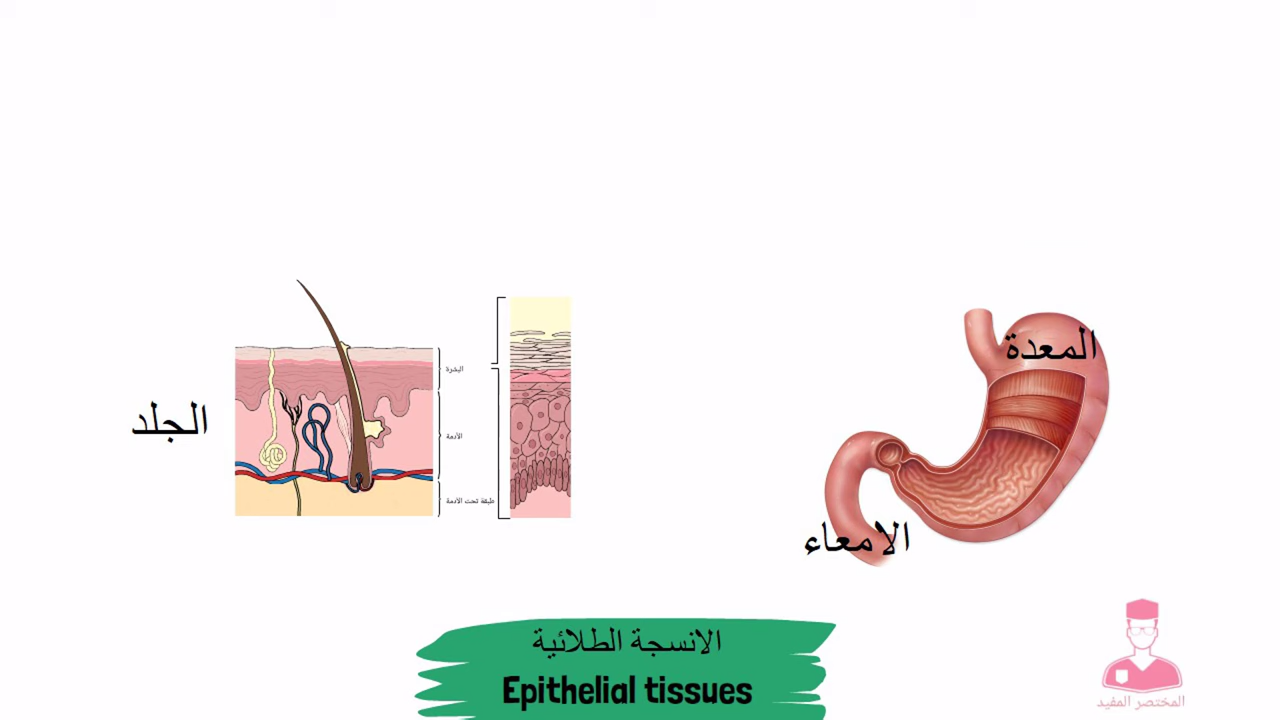 المعدة
الامعاء
الجلد
البشرة
الأدمة
طبقة تحت الأدمة
الانسجة الطلائية
Epithelial tissues
المختصر المفيد